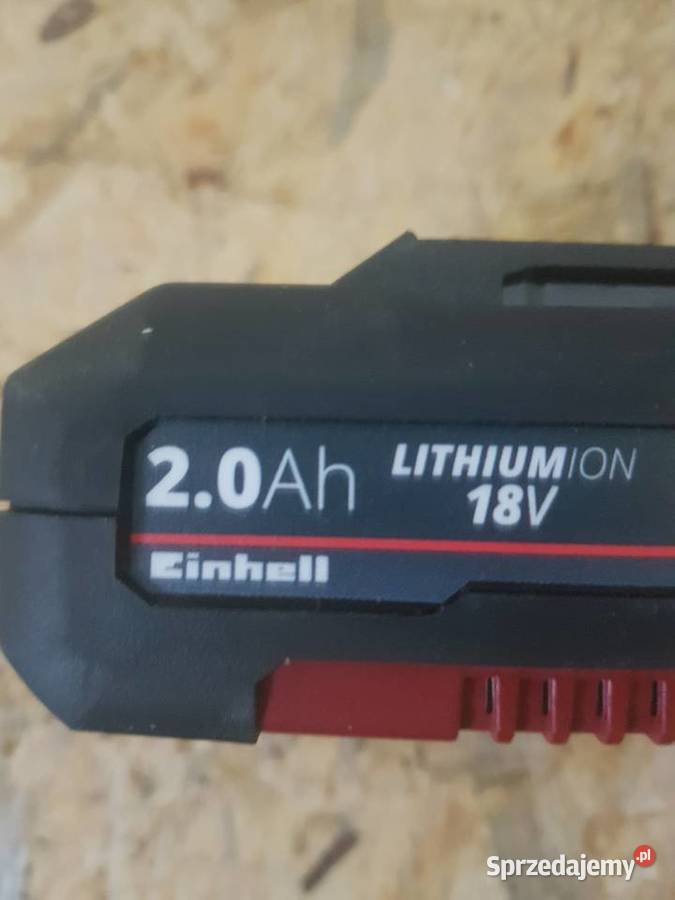 2.0Ah
LITHIUMION
18V
Einhell
Sprzedajemy.pl